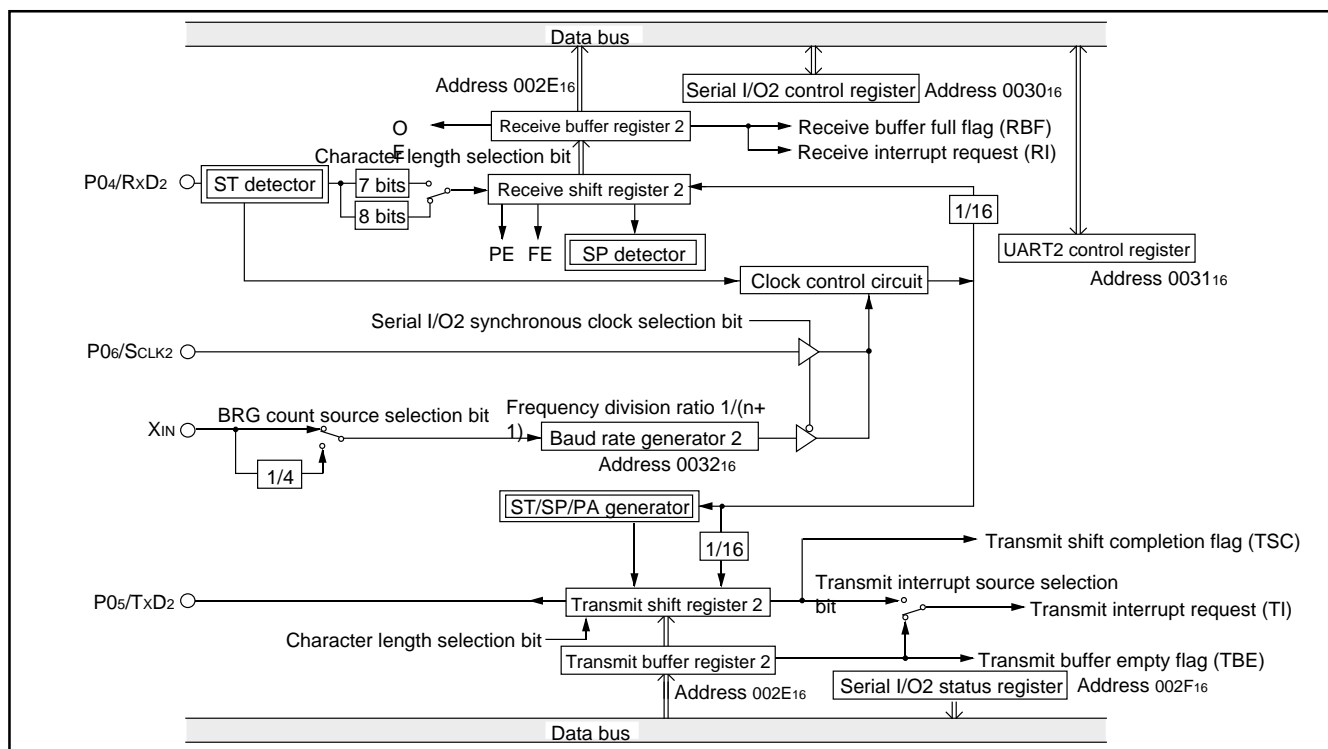 Data bus
Address 002E16
Serial I/O2 control register
Address 003016
OE
Receive buffer register 2
Receive buffer full flag (RBF)
Receive interrupt request (RI)
Character length selection bit
P04/RXD2
ST detector
7 bits
8 bits
Receive shift register 2
1/16
PE
FE
SP detector
UART2 control register
Address 003116
Clock control circuit
Serial I/O2 synchronous clock selection bit
P06/SCLK2
XIN
BRG count source selection bit
1/4
Frequency division ratio 1/(n+
1)
Baud rate generator 2
Address 003216
ST/SP/PA generator
1/16
Transmit shift completion flag (TSC)
P05/TXD2
Transmit shift register 2
Transmit interrupt source selection
bit
Transmit interrupt request (TI)
Character length selection bit
Transmit buffer register 2
Transmit buffer empty flag (TBE)
Address 002E16
Serial I/O2 status register
Address 002F16
Data bus